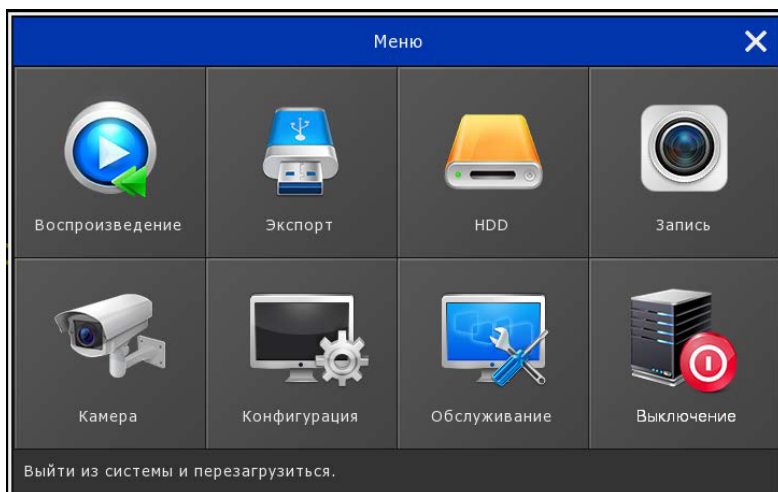 Меню
Воспроизведение
Экспорт
HDD
Запись
Камера
Конфигурация
Обслуживание
Выключение
Выйти из системы и перезагрузиться.